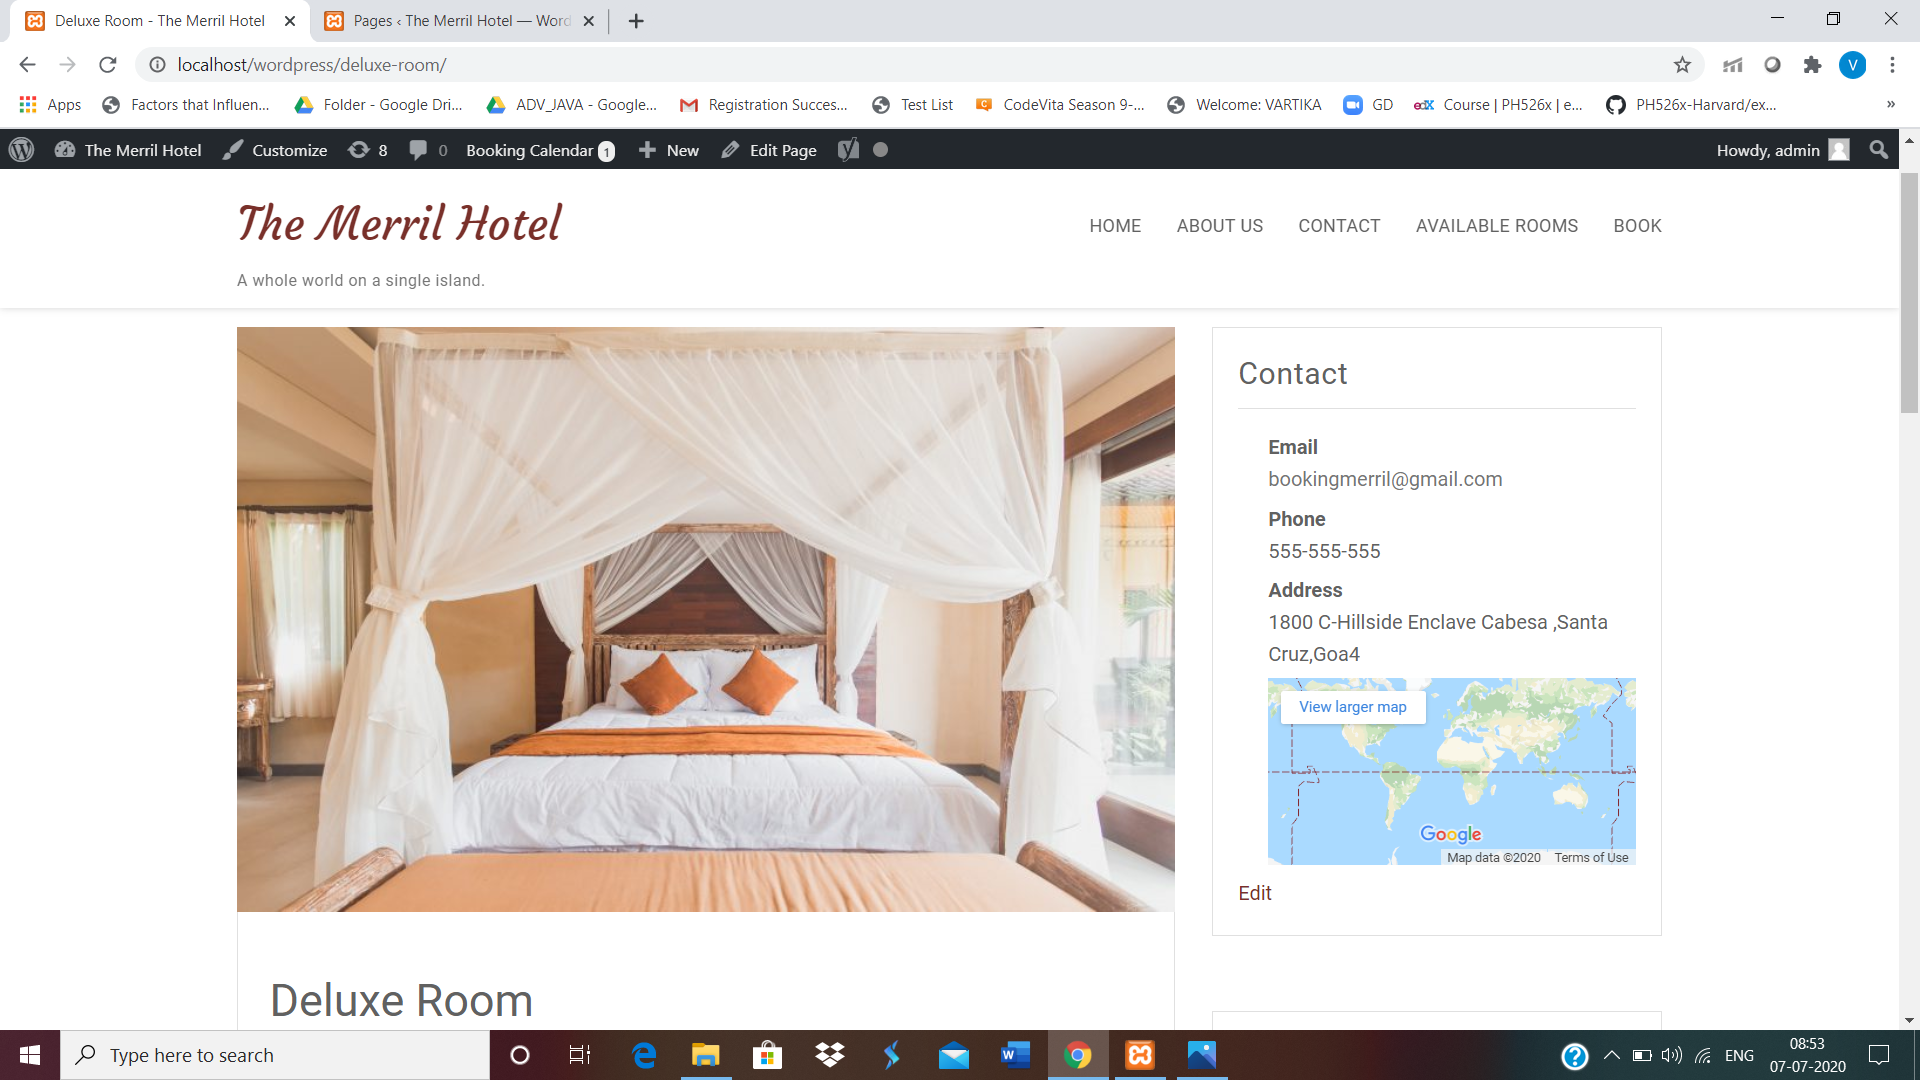 Deluxe Room - The Merril Hotel
Pages ‹ The Merril Hotel — Word
localhost/wordpress/deluxe-room/
V
Apps
Factors that Influen...
Folder - Google Dri...
ADV_JAVA - Google...
Registration Succes...
Test List
CodeVita Season 9-...
Welcome: VARTIKA
GD
edX
Course | PH526x | e...
PH526x-Harvard/ex...
»
The Merril Hotel
Customize
8
0
Booking Calendar 1
New
Edit Page
Howdy, admin
The Merril Hotel
HOME
ABOUT US
CONTACT
AVAILABLE ROOMS
BOOK
A whole world on a single island.
Contact
Email
bookingmerril@gmail.com
Phone
555-555-555
Address
1800 C-Hillside Enclave Cabesa ,Santa
Cruz,Goa4
View larger map
Google
Map data ©2020
Terms of Use
Edit
Deluxe Room
Type here to search
ENG
08:53
07-07-2020